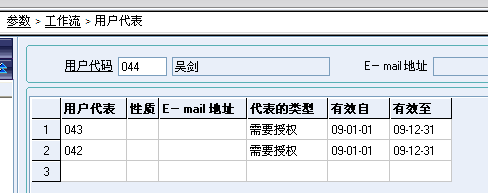 参数 > 工作流 > 用户代表
用户代码 044 吴剑 E－mail 地址
用户代表 性质 E－mail 地址 代表的类型 有效自 有效至
1 043 需要授权 09-01-01 09-12-31
2 042 需要授权 09-01-01 09-12-31
3